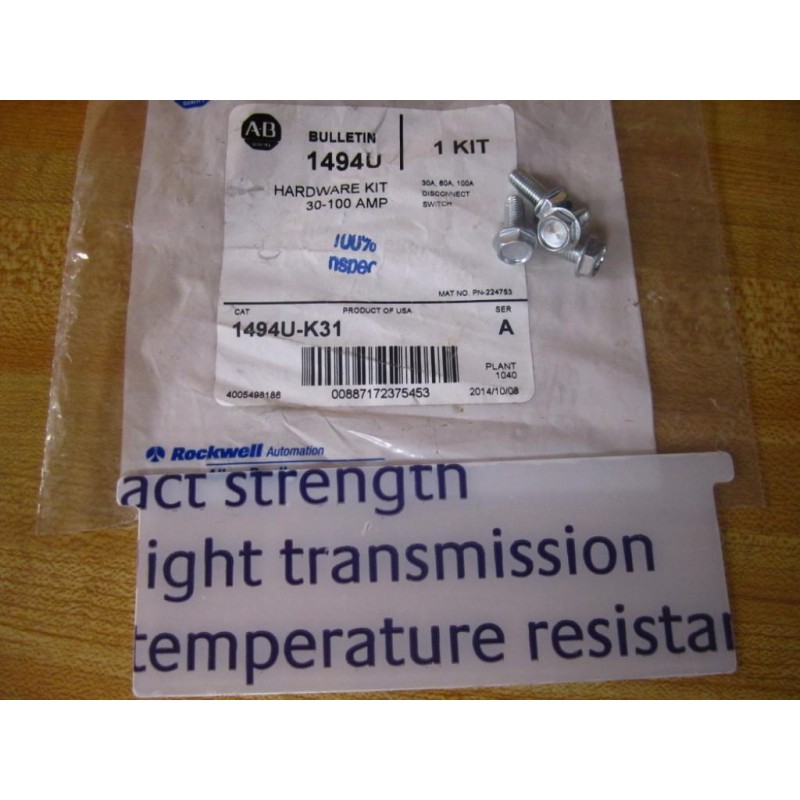 A-B
BULLETIN
1494U
1 KIT
HARDWARE KIT
30-100 AMP
30A, 60A, 100A
DISCONNECT
SWITCH
100%
nsper
MAT NO. PN-224753
CAT
PRODUCT OF USA
SER
1494U-K31
A
PLANT
1040
4005498186
00887172375453
2014/10/08
Rockwell Automation
act strength
ight transmission
temperature resista